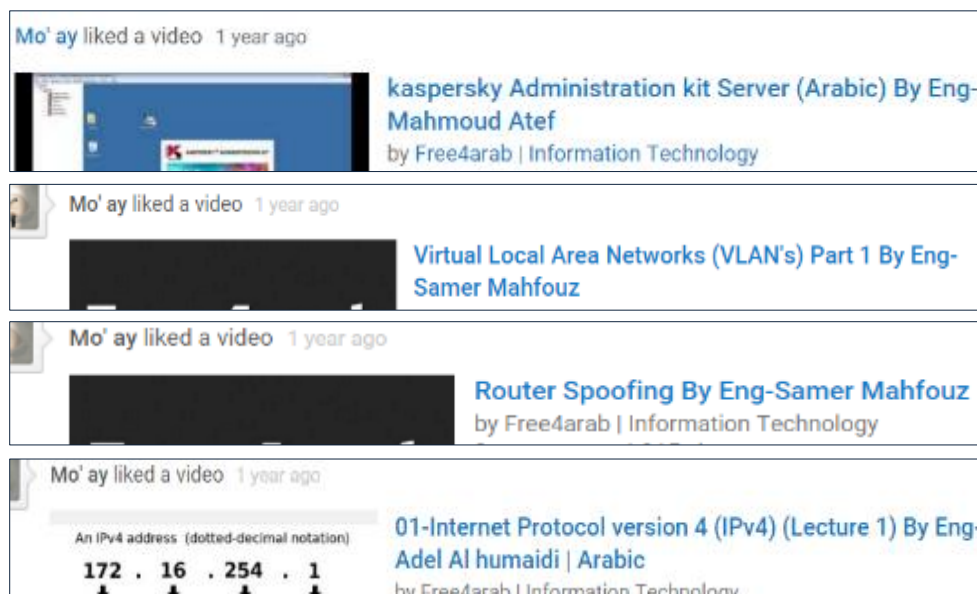 Mo' ay liked a video 1 year ago
kaspersky Administration kit Server (Arabic) By Eng-
Mahmoud Atef
by Free4arab | Information Technology
Mo' ay liked a video 1 year ago
Virtual Local Area Networks (VLAN's) Part 1 By Eng-
Samer Mahfouz
Mo' ay liked a video 1 year ago
Router Spoofing By Eng-Samer Mahfouz
by Free4arab | Information Technology
Mo' ay liked a video 1 year ago
An IPv4 address (dotted-decimal notation)
172 . 16 . 254 . 1
01-Internet Protocol version 4 (IPv4) (Lecture 1) By Eng-
Adel Al humaidi | Arabic
by Free4arab | Information Technology